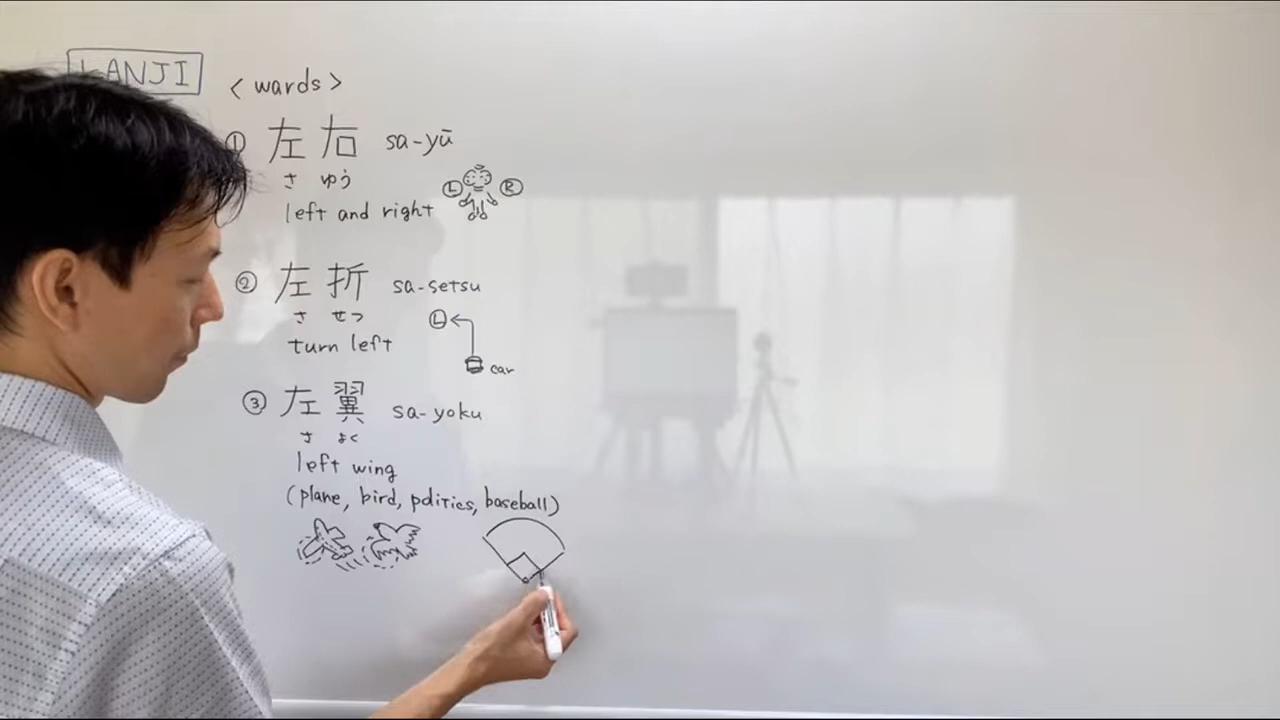 KANJI
< wards >
① 左右 sa-yū
さ ゆう
left and right
Ⓛ Ⓡ
② 左折 sa-setsu
さ せつ
Ⓛ
turn left
car
③ 左翼 sa-yoku
さ よく
left wing
(plane, bird, politics, baseball)